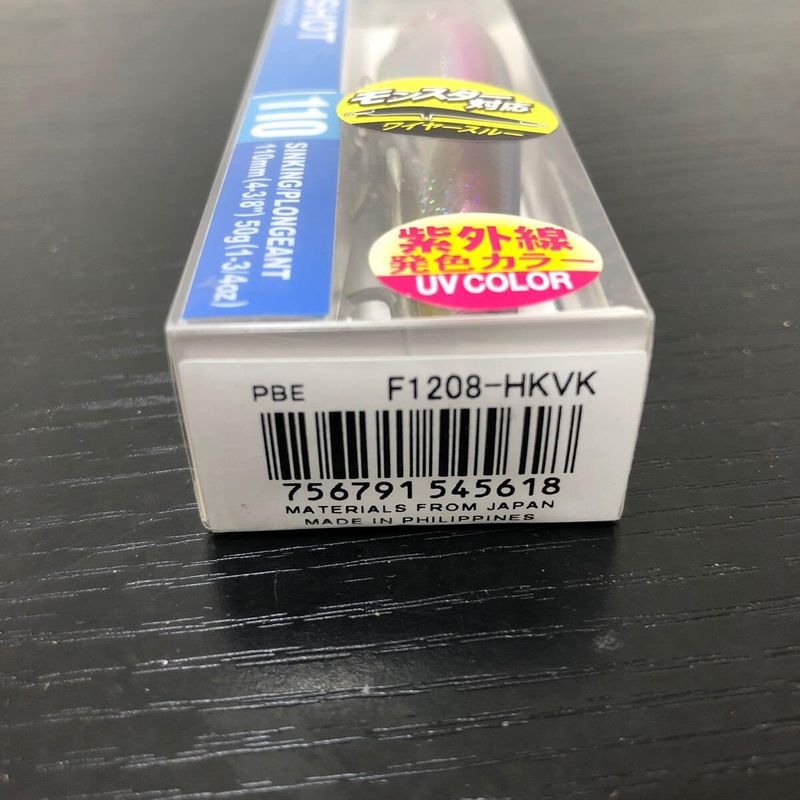 SHOT
110
SINKING/PLONGEANT
110mm(4-3/8") 50g(1-3/4oz)
モンスター対応
ワイヤースルー
紫外線
発色カラー
UV COLOR
PBE F1208-HKVK
756791 545618
MATERIALS FROM JAPAN
MADE IN PHILIPPINES